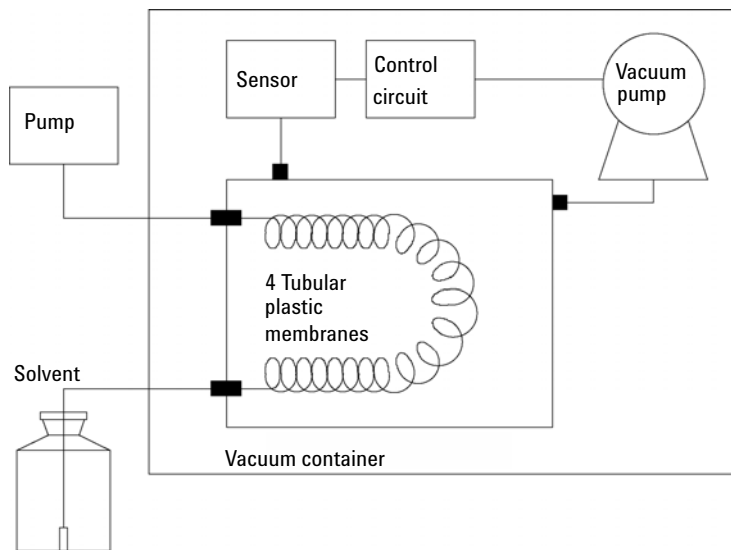 Sensor
Control
circuit
Vacuum
pump
Pump
4 Tubular
plastic
membranes
Solvent
Vacuum container